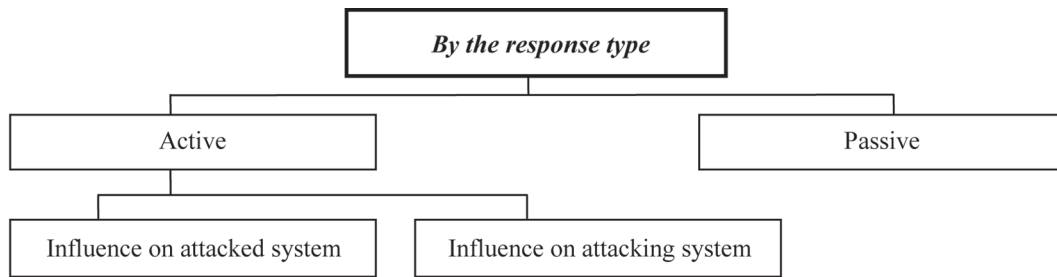 By the response type
Active
Passive
Influence on attacked system
Influence on attacking system